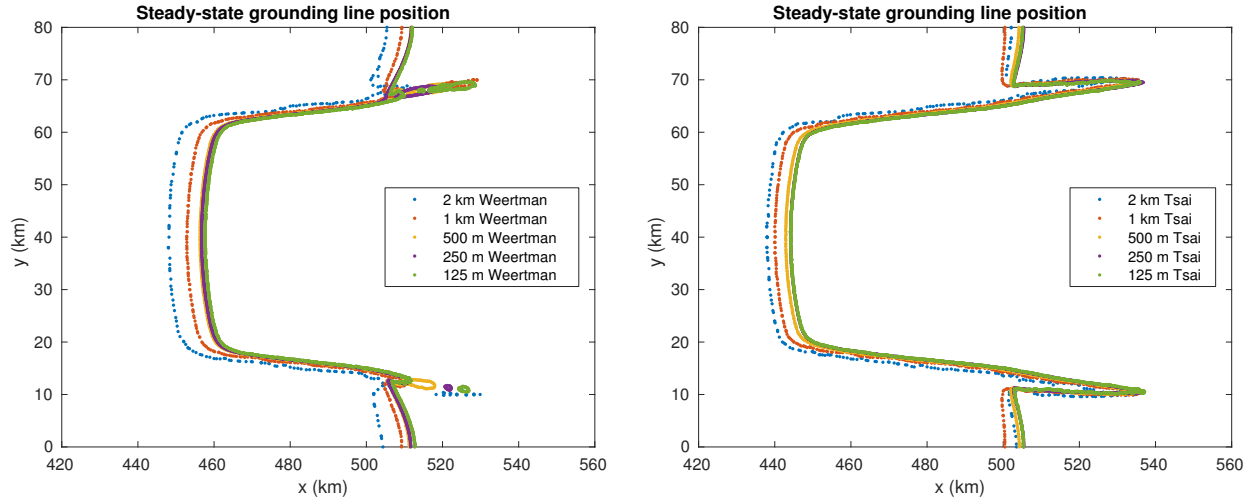 Steady-state grounding line position
80
70
60
50
40
30
20
10
0
y (km)
420 440 460 480 500 520 540 560
x (km)
2 km Weertman
1 km Weertman
500 m Weertman
250 m Weertman
125 m Weertman
Steady-state grounding line position
80
70
60
50
40
30
20
10
0
y (km)
420 440 460 480 500 520 540 560
x (km)
2 km Tsai
1 km Tsai
500 m Tsai
250 m Tsai
125 m Tsai